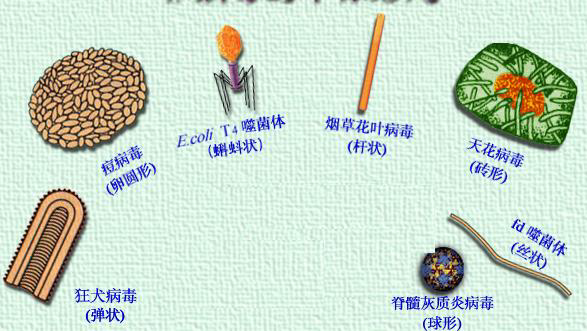 痘病毒
(卵圆形)
E.coli T4 噬菌体
(蝌蚪状)
烟草花叶病毒
(杆状)
天花病毒
(砖形)
狂犬病毒
(弹状)
脊髓灰质炎病毒
(球形)
fd 噬菌体
(丝状)